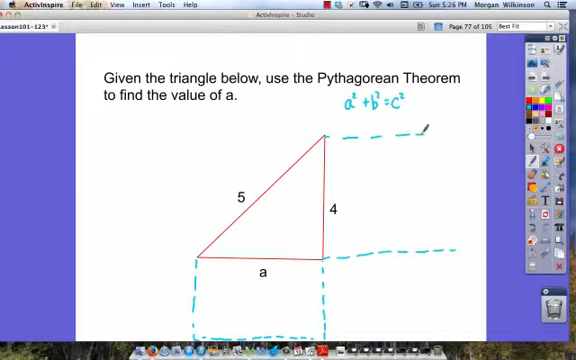 ActivInspire File Edit View Insert Tools Help Sun 5:26 PM Morgan Wilkinson
ActivInspire - Studio
Lesson101-123* Page 77 of 105 Best Fit
Given the triangle below, use the Pythagorean Theorem
to find the value of a.
a² + b² = c²
5
4
a